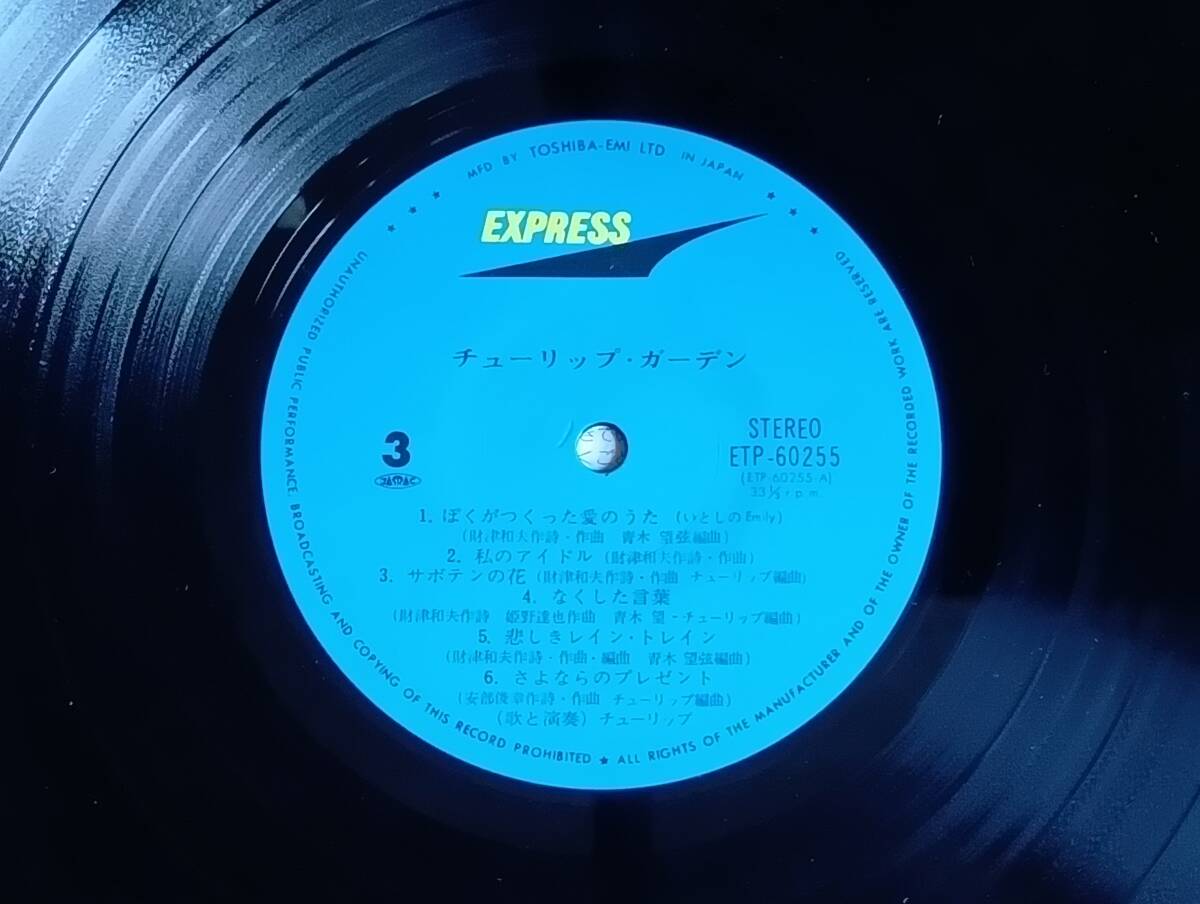 MFD BY TOSHIBA-EMI LTD IN JAPAN
EXPRESS
チューリップ・ガーデン
3
JASRAC
STEREO
ETP-60255
(ETP-60255-A)
33⅓ r.p.m.
1. ぼくがつくった愛のうた (いとしのEmily)
(財津和夫作詩・作曲 青木 望弦編曲)
2. 私のアイドル (財津和夫作詩・作曲)
3. サボテンの花 (財津和夫作詩・作曲 チューリップ編曲)
4. なくした言葉
(財津和夫作詩 姫野達也作曲 青木 望-チューリップ編曲)
5. 悲しきレイン・トレイン
(財津和夫作詩・作曲・編曲 青木 望弦編曲)
6. さよならのプレゼント
(安部俊幸作詩・作曲 チューリップ編曲)
(歌と演奏) チューリップ
UNAUTHORIZED PUBLIC PERFORMANCE, BROADCASTING AND COPYING OF THIS RECORD PROHIBITED ★ ALL RIGHTS OF THE MANUFACTURER AND OF THE OWNER OF THE RECORDED WORK ARE RESERVED